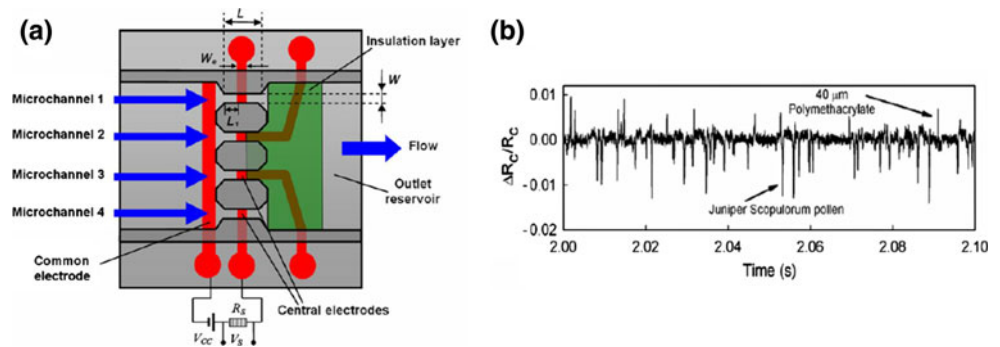 (a)
L
Insulation layer
We
W
Microchannel 1
L1
Microchannel 2
Flow
Microchannel 3
Outlet
reservoir
Microchannel 4
Common
electrode
Central electrodes
RS
VCC
VS
(b)
ΔRC/RC
0.01
0.00
-0.01
-0.02
40 μm
Polymethacrylate
Juniper Scopulorum pollen
2.00
2.02
2.04
2.06
2.08
2.10
Time (s)